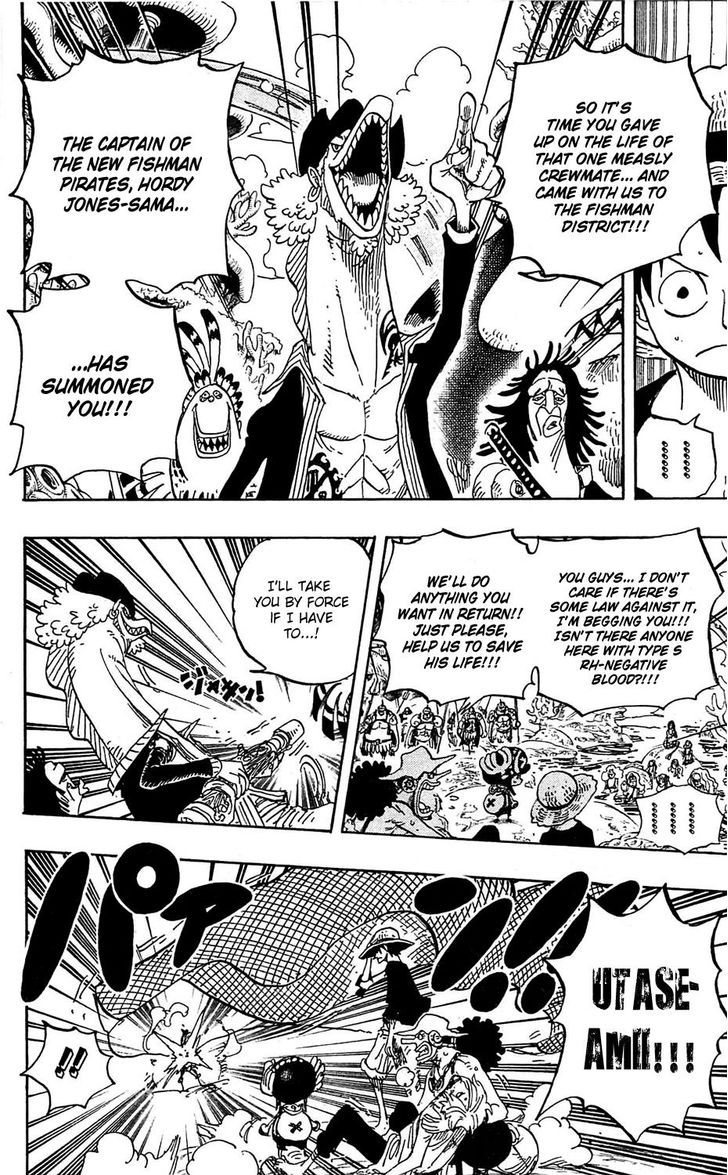 SO IT'S
TIME YOU GAVE
UP ON THE LIFE OF
THAT ONE MEASLY
CREWMATE... AND
CAME WITH US TO
THE FISHMAN
DISTRICT!!!
THE CAPTAIN OF
THE NEW FISHMAN
PIRATES, HORDY
JONES-SAMA...
...HAS
SUMMONED
YOU!!!
YOU GUYS... I DON'T
CARE IF THERE'S
SOME LAW AGAINST IT,
I'M BEGGING YOU!!!
ISN'T THERE ANYONE
HERE WITH TYPE S
RH-NEGATIVE
BLOOD?!!!
WE'LL DO
ANYTHING YOU
WANT IN RETURN!!
JUST PLEASE,
HELP US TO SAVE
HIS LIFE!!!
I'LL TAKE
YOU BY FORCE
IF I HAVE
TO...!
UTASE-
AMI!!!
バァ!!!
!!